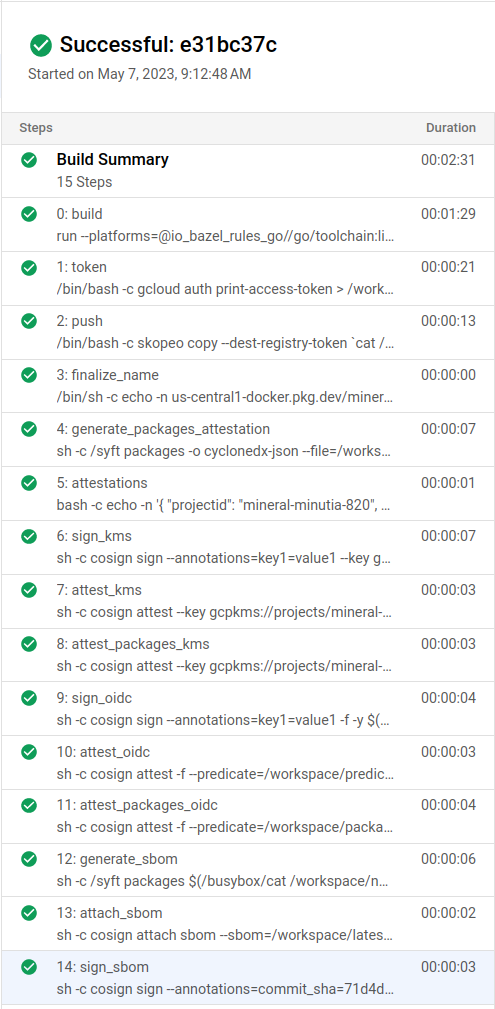 Successful: e31bc37c
Started on May 7, 2023, 9:12:48 AM
Steps Duration
Build Summary 00:02:31
15 Steps
0: build 00:01:29
run --platforms=@io_bazel_rules_go//go/toolchain:li...
1: token 00:00:21
/bin/bash -c gcloud auth print-access-token > /work...
2: push 00:00:13
/bin/bash -c skopeo copy --dest-registry-token `cat /...
3: finalize_name 00:00:00
/bin/sh -c echo -n us-central1-docker.pkg.dev/miner...
4: generate_packages_attestation 00:00:07
sh -c /syft packages -o cyclonedx-json --file=/works...
5: attestations 00:00:01
bash -c echo -n '{ "projectid": "mineral-minutia-820", ...
6: sign_kms 00:00:07
sh -c cosign sign --annotations=key1=value1 --key g...
7: attest_kms 00:00:03
sh -c cosign attest --key gcpkms://projects/mineral-...
8: attest_packages_kms 00:00:03
sh -c cosign attest --key gcpkms://projects/mineral-...
9: sign_oidc 00:00:04
sh -c cosign sign --annotations=key1=value1 -f -y $(...
10: attest_oidc 00:00:03
sh -c cosign attest -f --predicate=/workspace/predic...
11: attest_packages_oidc 00:00:04
sh -c cosign attest -f --predicate=/workspace/packa...
12: generate_sbom 00:00:06
sh -c /syft packages $(/busybox/cat /workspace/n...
13: attach_sbom 00:00:02
sh -c cosign attach sbom --sbom=/workspace/lates...
14: sign_sbom 00:00:03
sh -c cosign sign --annotations=commit_sha=71d4d...